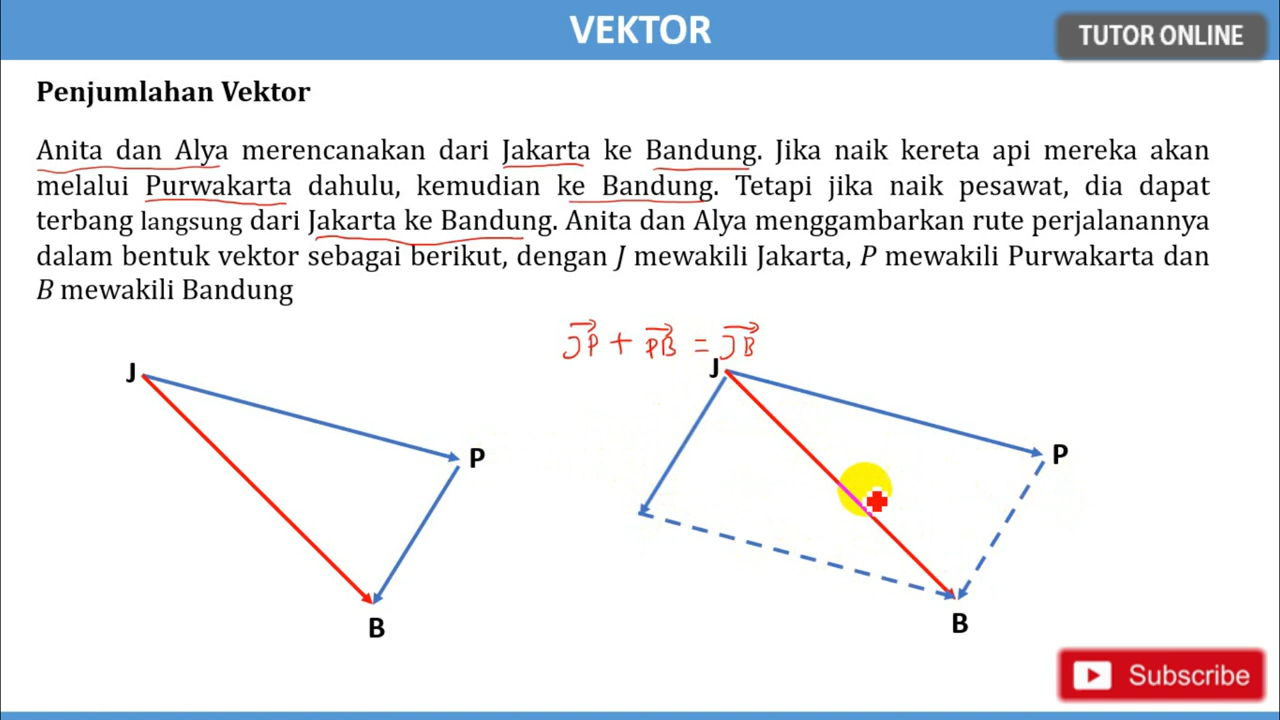 VEKTOR
TUTOR ONLINE
Penjumlahan Vektor
Anita dan Alya merencanakan dari Jakarta ke Bandung. Jika naik kereta api mereka akan
melalui Purwakarta dahulu, kemudian ke Bandung. Tetapi jika naik pesawat, dia dapat
terbang langsung dari Jakarta ke Bandung. Anita dan Alya menggambarkan rute perjalanannya
dalam bentuk vektor sebagai berikut, dengan J mewakili Jakarta, P mewakili Purwakarta dan
B mewakili Bandung
J⃗P⃗ + P⃗B⃗ = J⃗B⃗
J
P
B
J
P
B
Subscribe